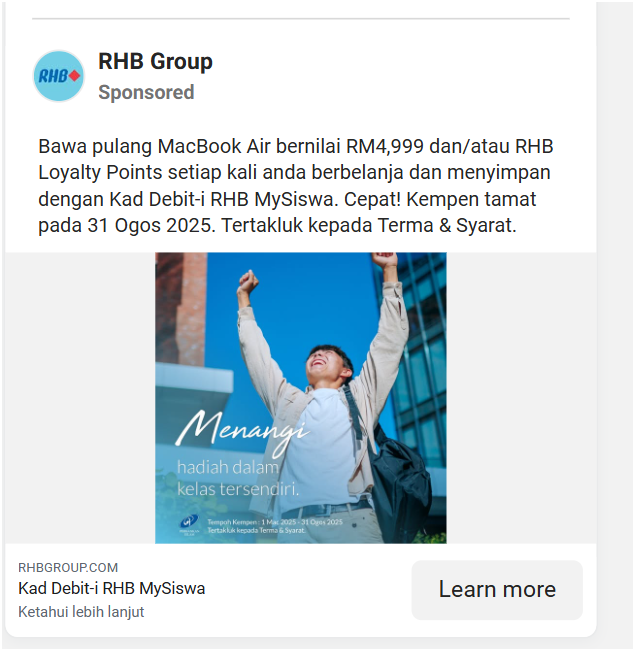 RHB Group
RHB
Sponsored
Bawa pulang MacBook Air bernilai RM4,999 dan/atau RHB
Loyalty Points setiap kali anda berbelanja dan menyimpan
dengan Kad Debit-i RHB MySiswa. Cepat! Kempen tamat
pada 31 Ogos 2025. Tertakluk kepada Terma & Syarat.
Menangi
hadiah dalam
kelas tersendiri.
Tempoh Kempen : 1 Mac 2025 - 31 Ogos 2025
Tertakluk kepada Terma & Syarat.
RHBGROUP.COM
Kad Debit-i RHB MySiswa
Ketahui lebih lanjut
Learn more